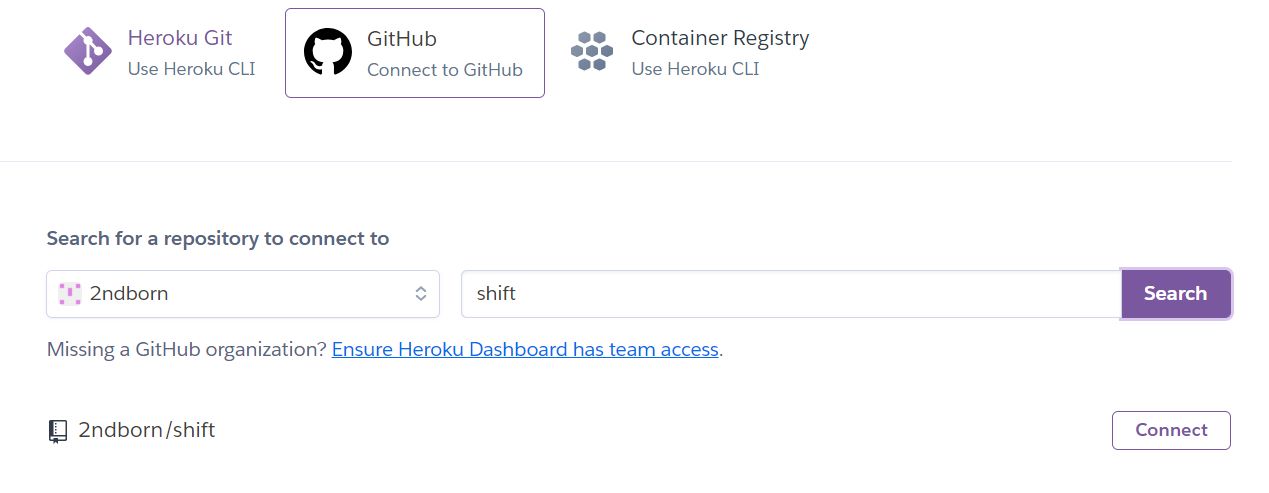 Heroku Git
Use Heroku CLI
GitHub
Connect to GitHub
Container Registry
Use Heroku CLI
Search for a repository to connect to
2ndborn
shift
Search
Missing a GitHub organization? Ensure Heroku Dashboard has team access.
2ndborn/shift
Connect